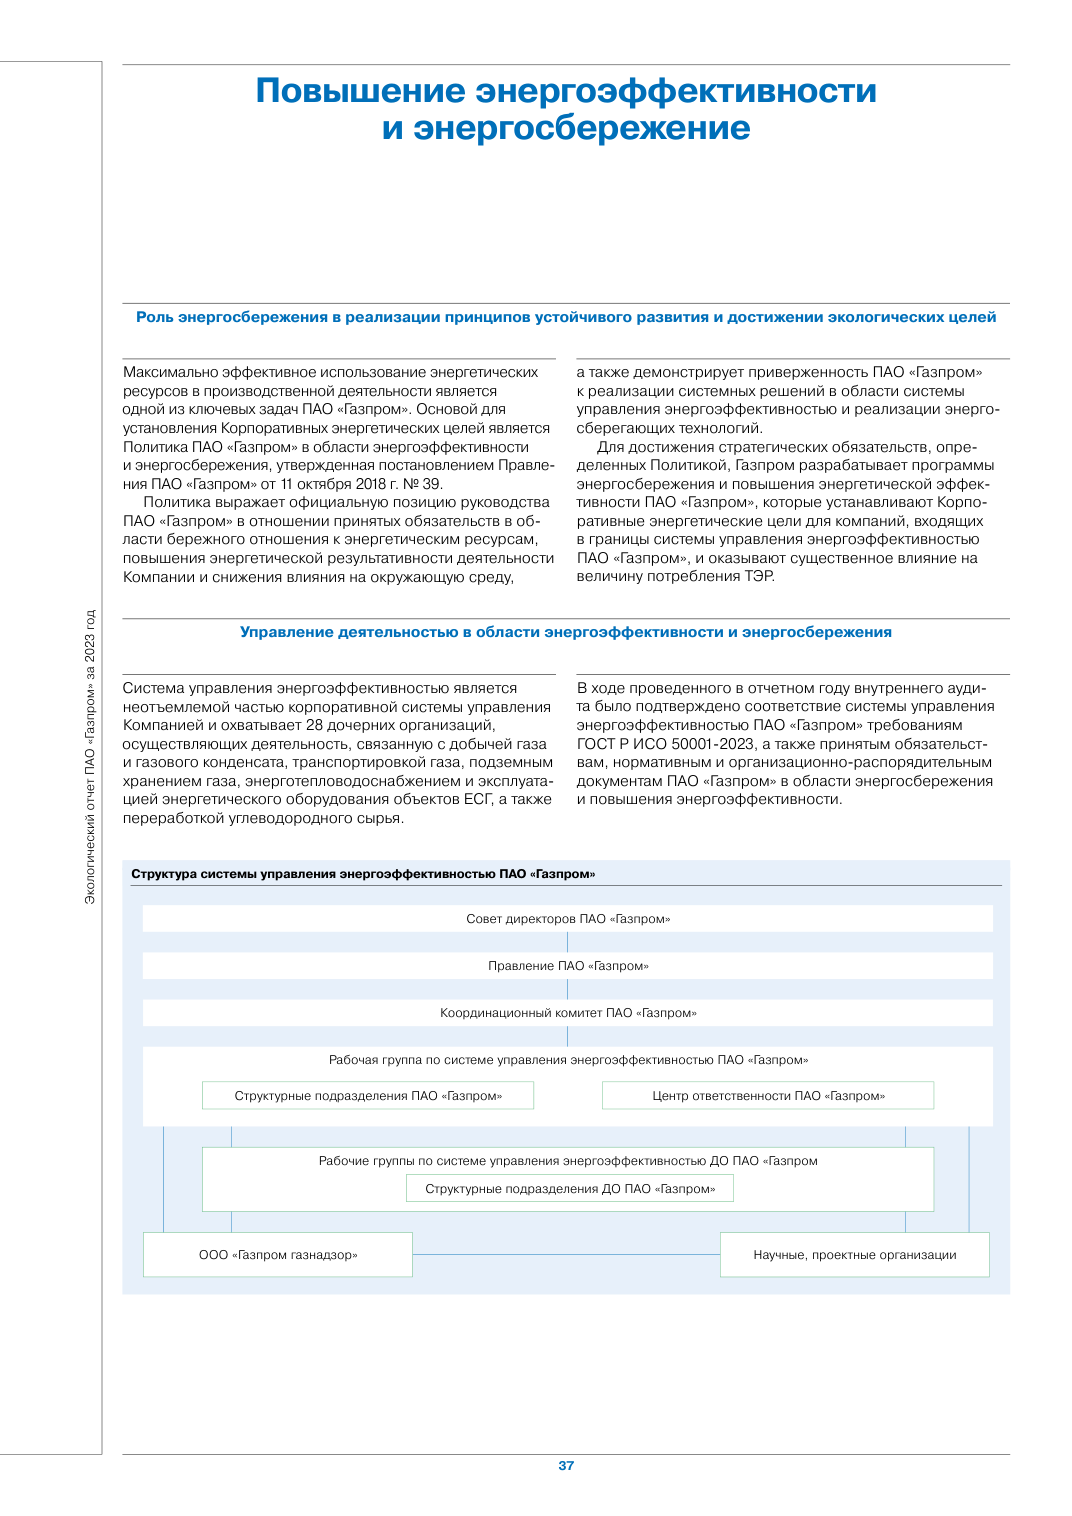 Повышение энергоэффективности
и энергосбережение
Роль энергосбережения в реализации принципов устойчивого развития и достижении экологических целей
Максимально эффективное использование энергетических
ресурсов в производственной деятельности является
одной из ключевых задач ПАО «Газпром». Основой для
установления Корпоративных энергетических целей является
Политика ПАО «Газпром» в области энергоэффективности
и энергосбережения, утвержденная постановлением Правле-
ния ПАО «Газпром» от 11 октября 2018 г. № 39.
Политика выражает официальную позицию руководства
ПАО «Газпром» в отношении принятых обязательств в об-
ласти бережного отношения к энергетическим ресурсам,
повышения энергетической результативности деятельности
Компании и снижения влияния на окружающую среду,
а также демонстрирует приверженность ПАО «Газпром»
к реализации системных решений в области системы
управления энергоэффективностью и реализации энерго-
сберегающих технологий.
Для достижения стратегических обязательств, опре-
деленных Политикой, Газпром разрабатывает программы
энергосбережения и повышения энергетической эффек-
тивности ПАО «Газпром», которые устанавливают Корпо-
ративные энергетические цели для компаний, входящих
в границы системы управления энергоэффективностью
ПАО «Газпром», и оказывают существенное влияние на
величину потребления ТЭР.
Управление деятельностью в области энергоэффективности и энергосбережения
Система управления энергоэффективностью является
неотъемлемой частью корпоративной системы управления
Компанией и охватывает 28 дочерних организаций,
осуществляющих деятельность, связанную с добычей газа
и газового конденсата, транспортировкой газа, подземным
хранением газа, энерготепловодоснабжением и эксплуата-
цией энергетического оборудования объектов ЕСГ, а также
переработкой углеводородного сырья.
В ходе проведенного в отчетном году внутреннего ауди-
та было подтверждено соответствие системы управления
энергоэффективностью ПАО «Газпром» требованиям
ГОСТ Р ИСО 50001-2023, а также принятым обязательст-
вам, нормативным и организационно-распорядительным
документам ПАО «Газпром» в области энергосбережения
и повышения энергоэффективности.
Структура системы управления энергоэффективностью ПАО «Газпром»
Совет директоров ПАО «Газпром»
Правление ПАО «Газпром»
Координационный комитет ПАО «Газпром»
Рабочая группа по системе управления энергоэффективностью ПАО «Газпром»
Структурные подразделения ПАО «Газпром»
Центр ответственности ПАО «Газпром»
Рабочие группы по системе управления энергоэффективностью ДО ПАО «Газпром
Структурные подразделения ДО ПАО «Газпром»
ООО «Газпром газнадзор»
Научные, проектные организации
Экологический отчет ПАО «Газпром» за 2023 год
37